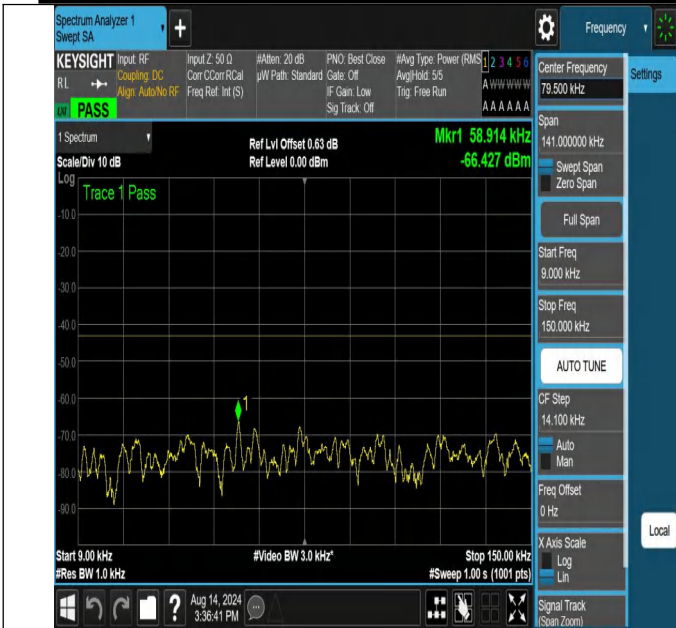 Spectrum Analyzer 1
Swept SA
+
Frequency
KEYSIGHT
RL
PASS
Input: RF
Coupling: DC
Align: Auto/No RF
Input Z: 50 Ω
Corr CCorr RCal
Freq Ref: Int (S)
#Atten: 20 dB
µW Path: Standard
PNO: Best Close
Gate: Off
IF Gain: Low
Sig Track: Off
#Avg Type: Power (RMS
Avg|Hold: 5/5
Trig: Free Run
1 2 3 4 5 6
A W W W W W
A A A A A A
1 Spectrum
Scale/Div 10 dB
Ref Lvl Offset 0.63 dB
Ref Level 0.00 dBm
Mkr1 58.914 kHz
-66.427 dBm
Log
Trace 1 Pass
-10.0
-20.0
-30.0
-40.0
-50.0
-60.0
-70.0
-80.0
-90.0
1
Start 9.00 kHz
#Res BW 1.0 kHz
#Video BW 3.0 kHz*
Stop 150.00 kHz
#Sweep 1.00 s (1001 pts)
Center Frequency
79.500 kHz
Settings
Span
141.000000 kHz
Swept Span
Zero Span
Full Span
Start Freq
9.000 kHz
Stop Freq
150.000 kHz
AUTO TUNE
CF Step
14.100 kHz
Auto
Man
Freq Offset
0 Hz
X Axis Scale
Log
Lin
Local
Signal Track
(Span Zoom)
?
Aug 14, 2024
3:36:41 PM